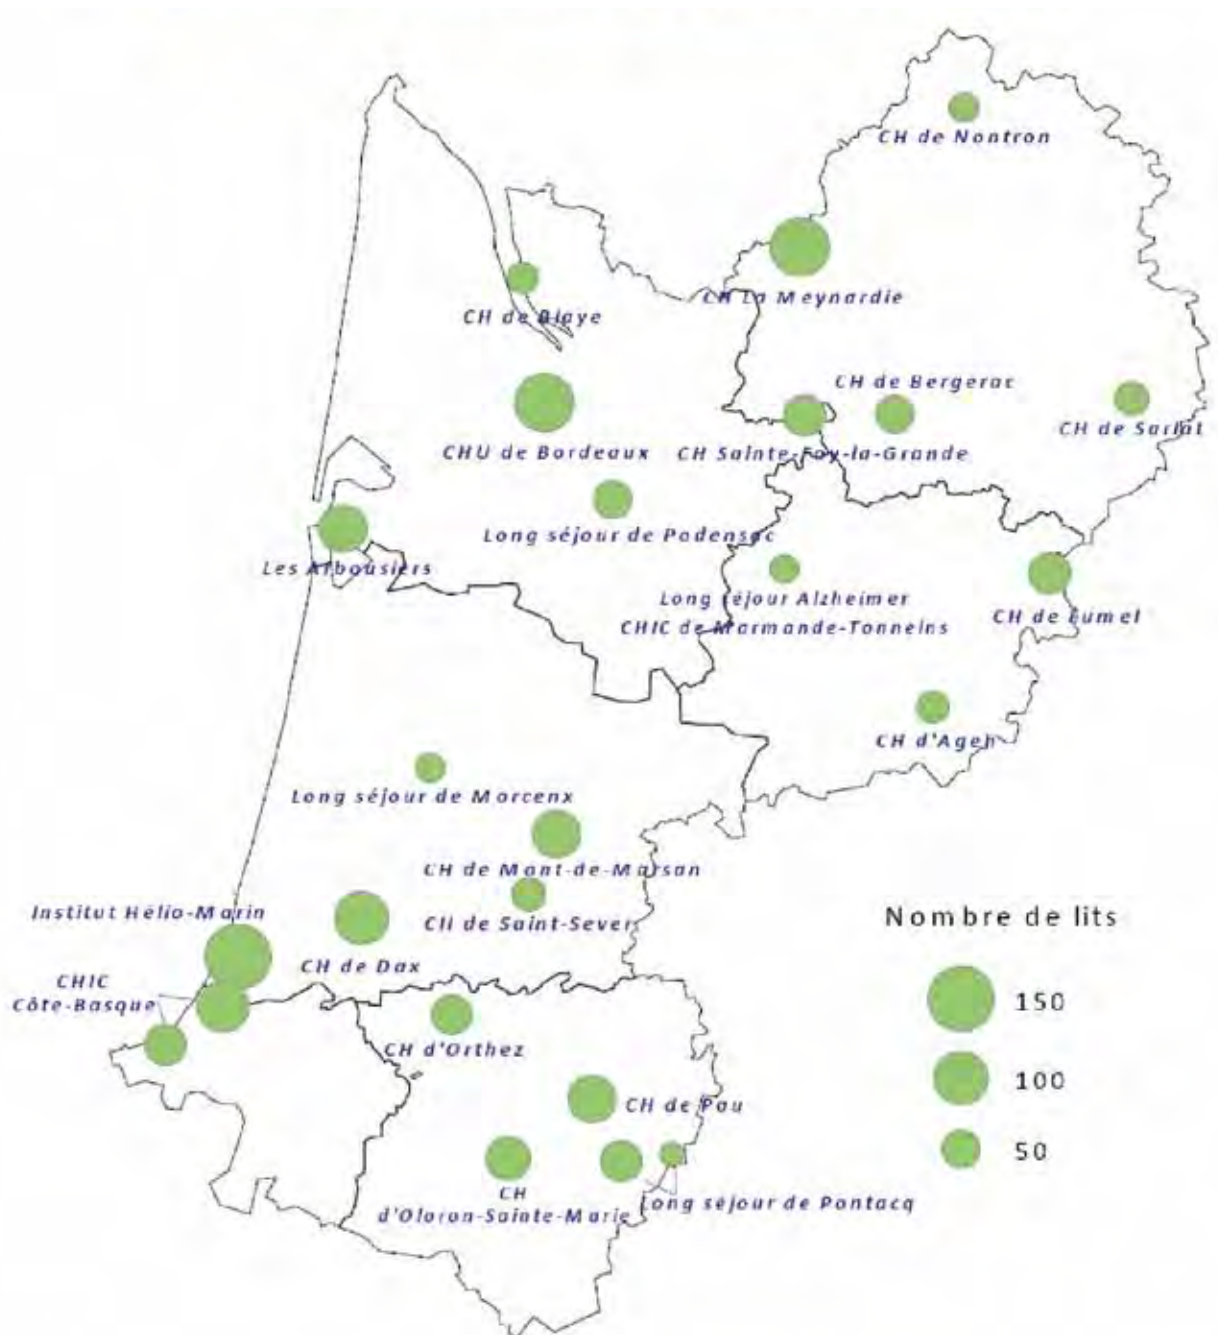 CH de Nontron
CH La Meynardie
CH de Blaye
CH de Bergerac
CH de Sarlat
CHU de Bordeaux
CH Sainte-Foy-la-Grande
Long séjour de Podensac
Les Arbousiers
Long séjour Alzheimer
CHIC de Marmande-Tonneins
CH de Fumel
CH d'Agen
Long séjour de Morcenx
CH de Mont-de-Marsan
Institut Hélio-Marin
CH de Saint-Sever
Nombre de lits
CH de Dax
CHIC
Côte-Basque
150
CH d'Orthez
100
CH de Pau
50
CH
d'Oloron-Sainte-Marie
Long séjour de Pontacq